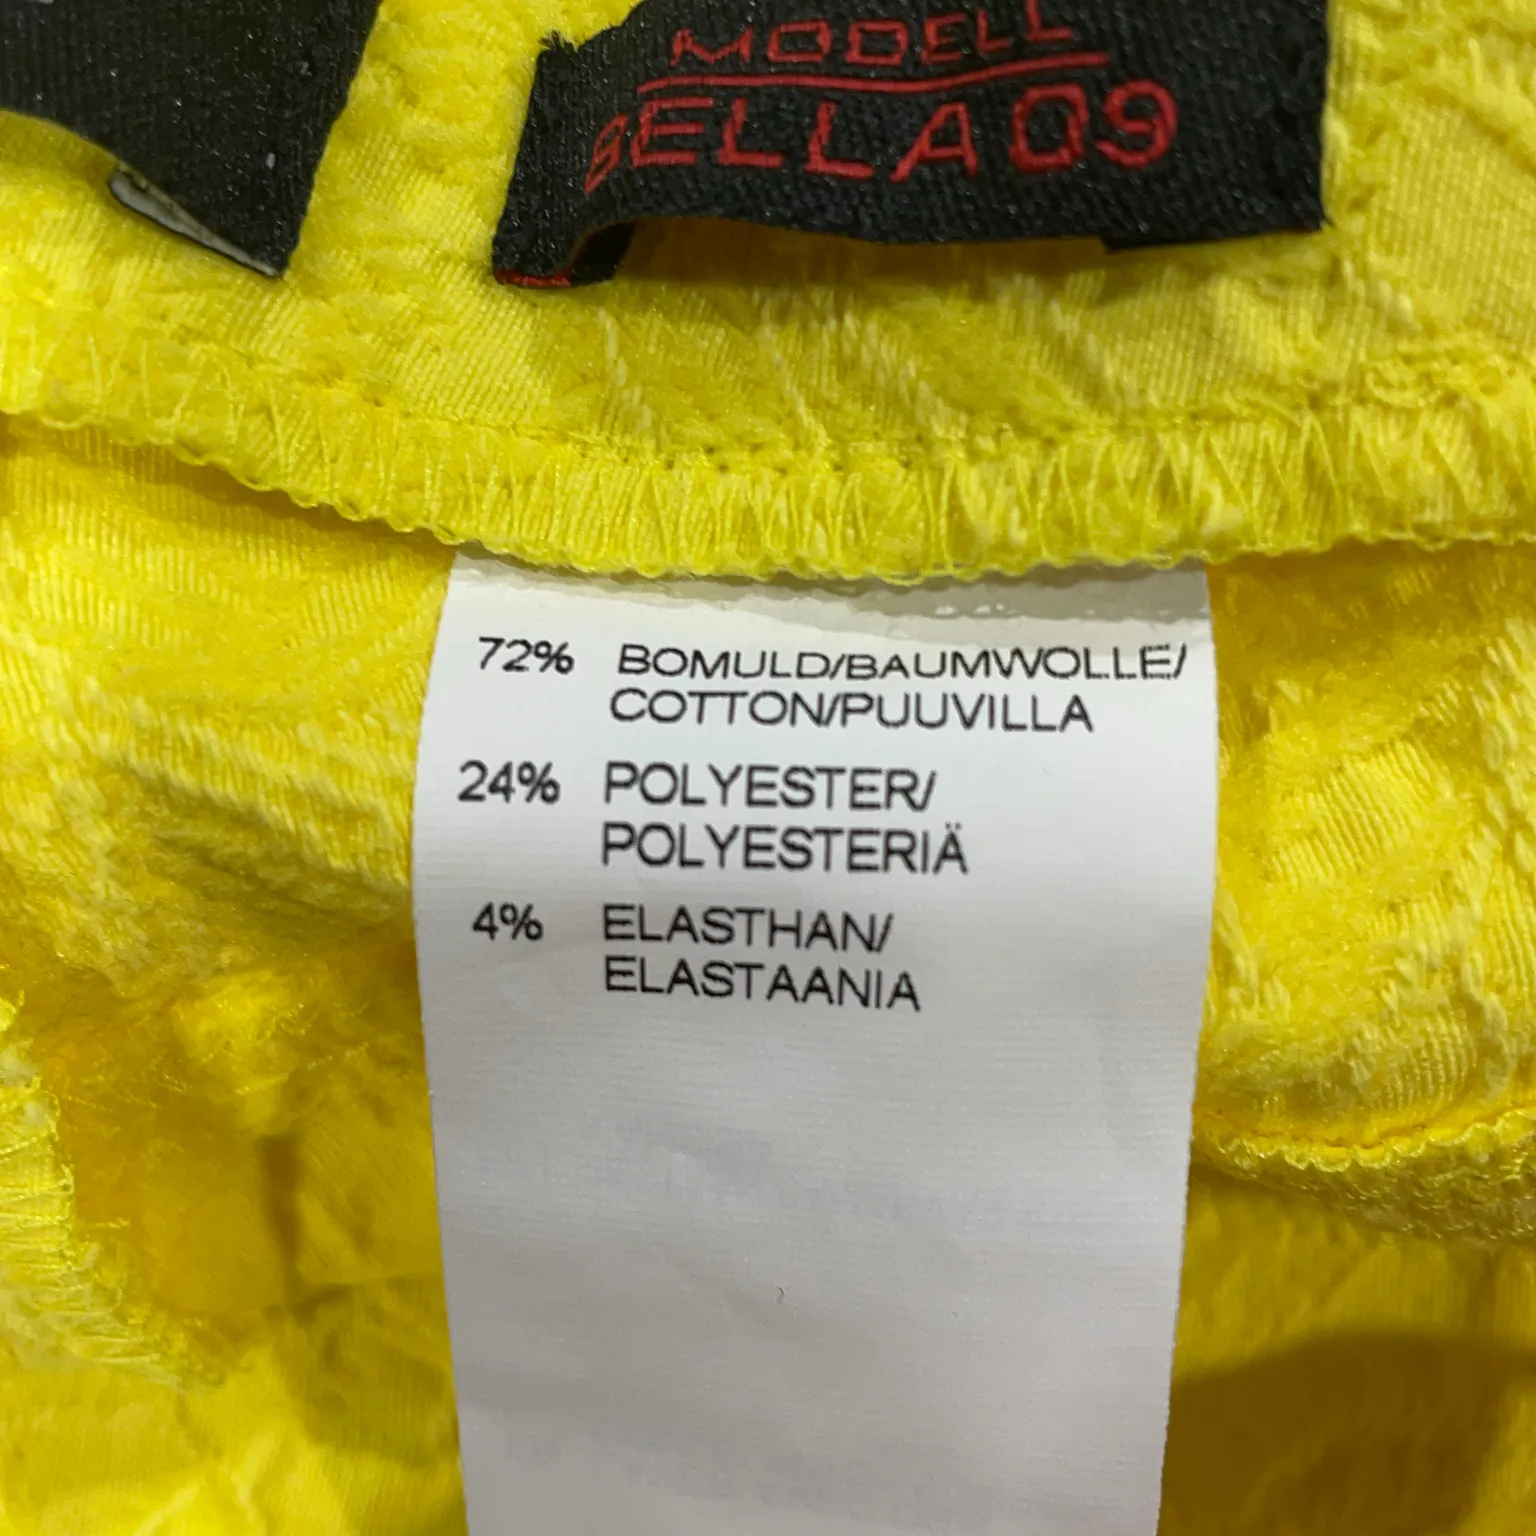 MODELL
BELLA09
72% BOMULD/BAUMWOLLE/
COTTON/PUUVILLA
24% POLYESTER/
POLYESTERIÄ
4% ELASTHAN/
ELASTAANIA